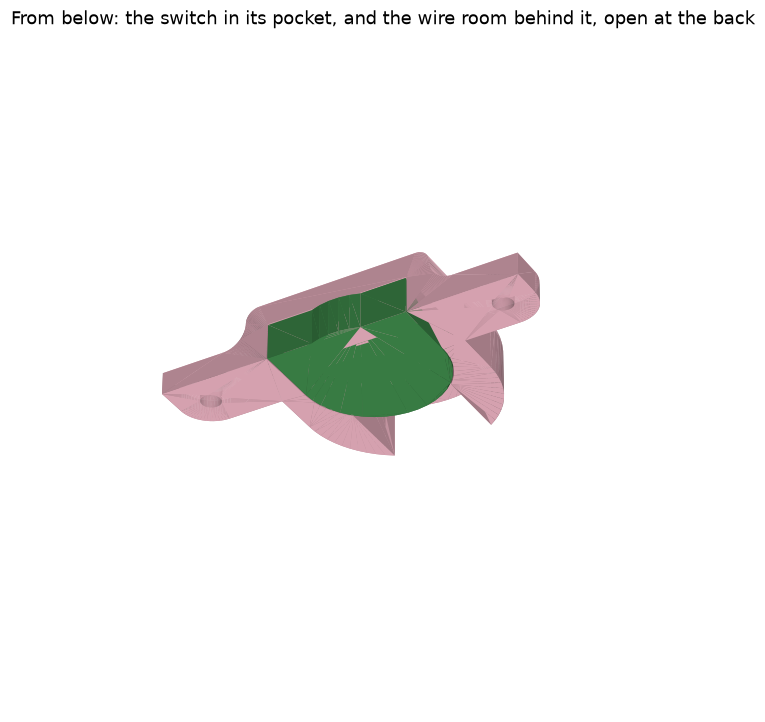 From below: the switch in its pocket, and the wire room behind it, open at the back